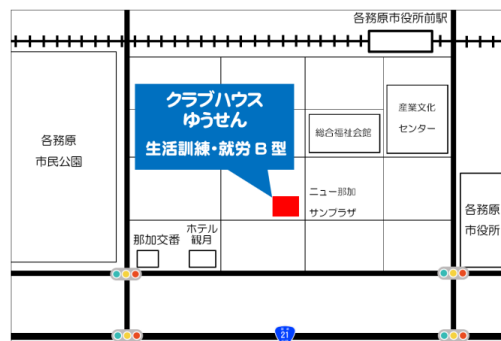 各務原市役所前駅
クラブハウス
ゆうせん
生活訓練・就労B型
産業文化
センター
総合福祉会館
各務原
市民公園
ニュー那加
サンプラザ
各務原
市役所
ホテル
観月
那加交番
21